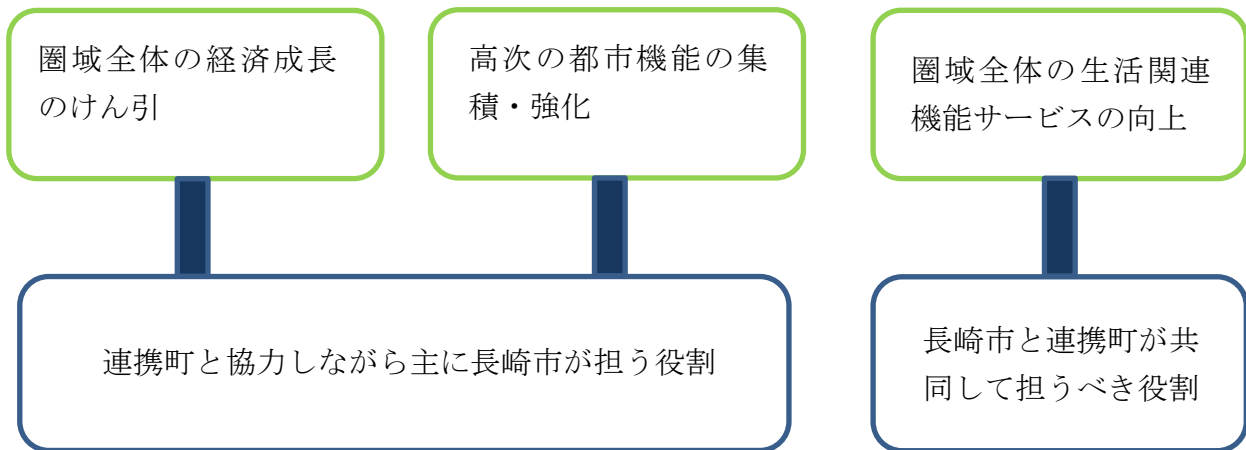 圏域全体の経済成長
のけん引
高次の都市機能の集
積・強化
圏域全体の生活関連
機能サービスの向上
連携町と協力しながら主に長崎市が担う役割
長崎市と連携町が共
同して担うべき役割